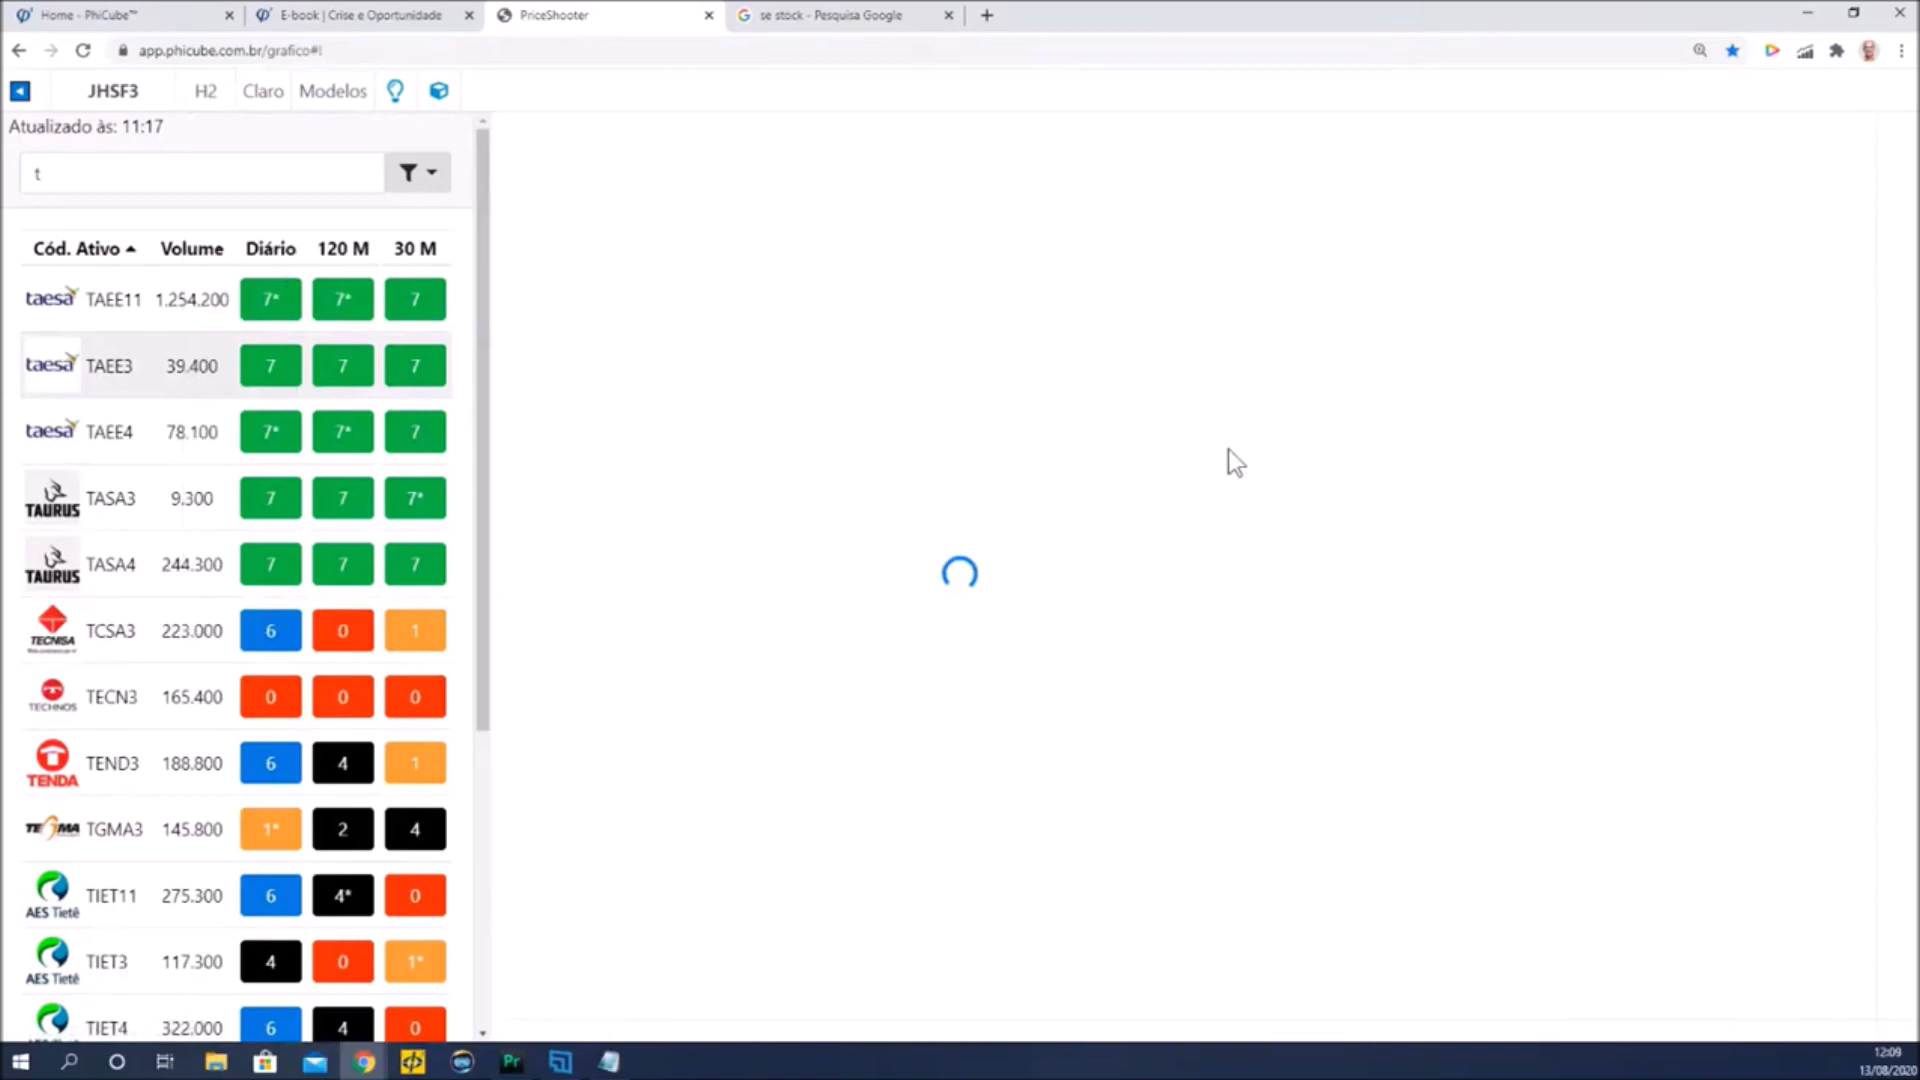 Home - PhiCube™
E-book | Crise e Oportunidade
PriceShooter
se stock - Pesquisa Google
app.phicube.com.br/grafico#!
JHSF3 H2 Claro Modelos
Atualizado às: 11:17
t
Cód. Ativo Volume Diário 120 M 30 M
taesa TAEE11 1.254.200 7* 7* 7
taesa TAEE3 39.400 7 7 7
taesa TAEE4 78.100 7* 7* 7
TAURUS TASA3 9.300 7 7 7*
TAURUS TASA4 244.300 7 7 7
TECNISA TCSA3 223.000 6 0 1
TECHNOS TECN3 165.400 0 0 0
TENDA TEND3 188.800 6 4 1
TEGMA TGMA3 145.800 1* 2 4
AES Tietê TIET11 275.300 6 4* 0
AES Tietê TIET3 117.300 4 0 1*
TIET4 322.000 6 4 0
Pr
12:09
13/08/2020